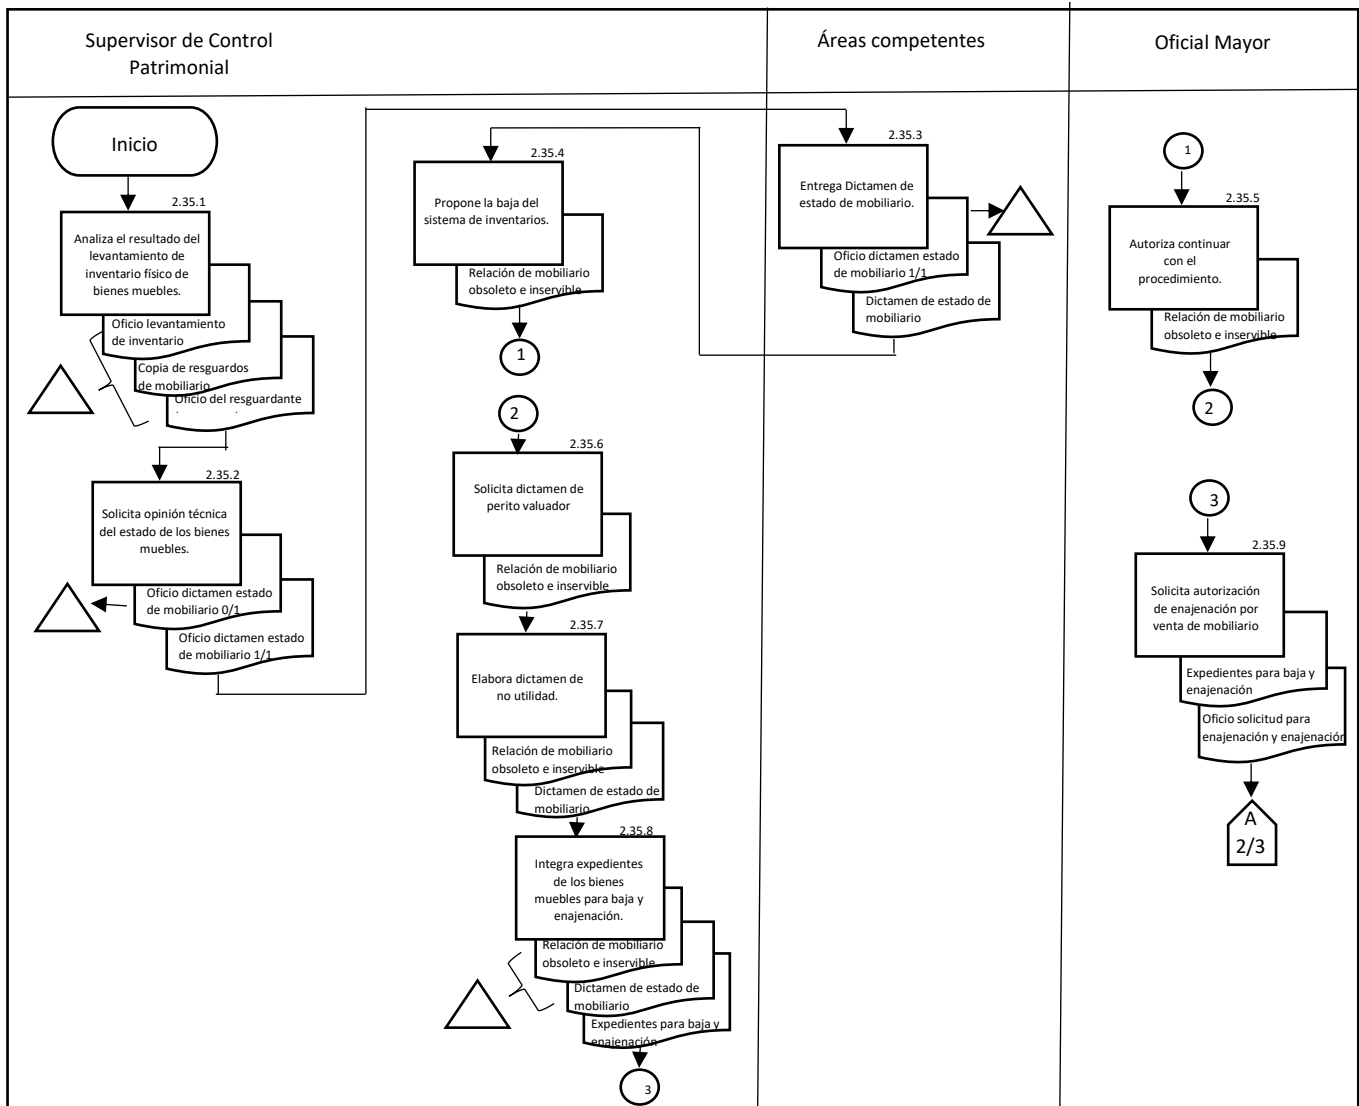 Supervisor de Control
Patrimonial
Áreas competentes
Oficial Mayor
Inicio
2.35.1
Analiza el resultado del
levantamiento de
inventario físico de
bienes muebles.
Oficio levantamiento
de inventario
Copia de resguardos
de mobiliario
Oficio del resguardante
2.35.2
Solicita opinión técnica
del estado de los bienes
muebles.
Oficio dictamen estado
de mobiliario 0/1
Oficio dictamen estado
de mobiliario 1/1
2.35.3
Entrega Dictamen de
estado de mobiliario.
Oficio dictamen estado
de mobiliario 1/1
Dictamen de estado de
mobiliario
2.35.4
Propone la baja del
sistema de inventarios.
Relación de mobiliario
obsoleto e inservible
1
1
2.35.5
Autoriza continuar
con el
procedimiento.
Relación de mobiliario
obsoleto e inservible
2
2
2.35.6
Solicita dictamen de
perito valuador
Relación de mobiliario
obsoleto e inservible
2.35.7
Elabora dictamen de
no utilidad.
Relación de mobiliario
obsoleto e inservible
Dictamen de estado de
mobiliario
2.35.8
Integra expedientes
de los bienes
muebles para baja y
enajenación.
Relación de mobiliario
obsoleto e inservible
Dictamen de estado de
mobiliario
Expedientes para baja y
enajenación
3
3
2.35.9
Solicita autorización
de enajenación por
venta de mobiliario
Expedientes para baja y
enajenación
Oficio solicitud para
enajenación y enajenación
A
2/3